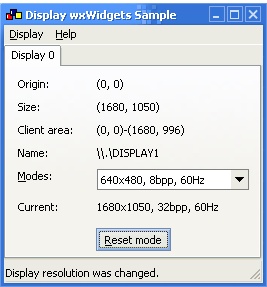 Display wxWidgets Sample
Display Help
Display 0
Origin: (0, 0)
Size: (1680, 1050)
Client area: (0, 0)-(1680, 996)
Name: \\.\DISPLAY1
Modes: 640x480, 8bpp, 60Hz
Current: 1680x1050, 32bpp, 60Hz
Reset mode
Display resolution was changed.